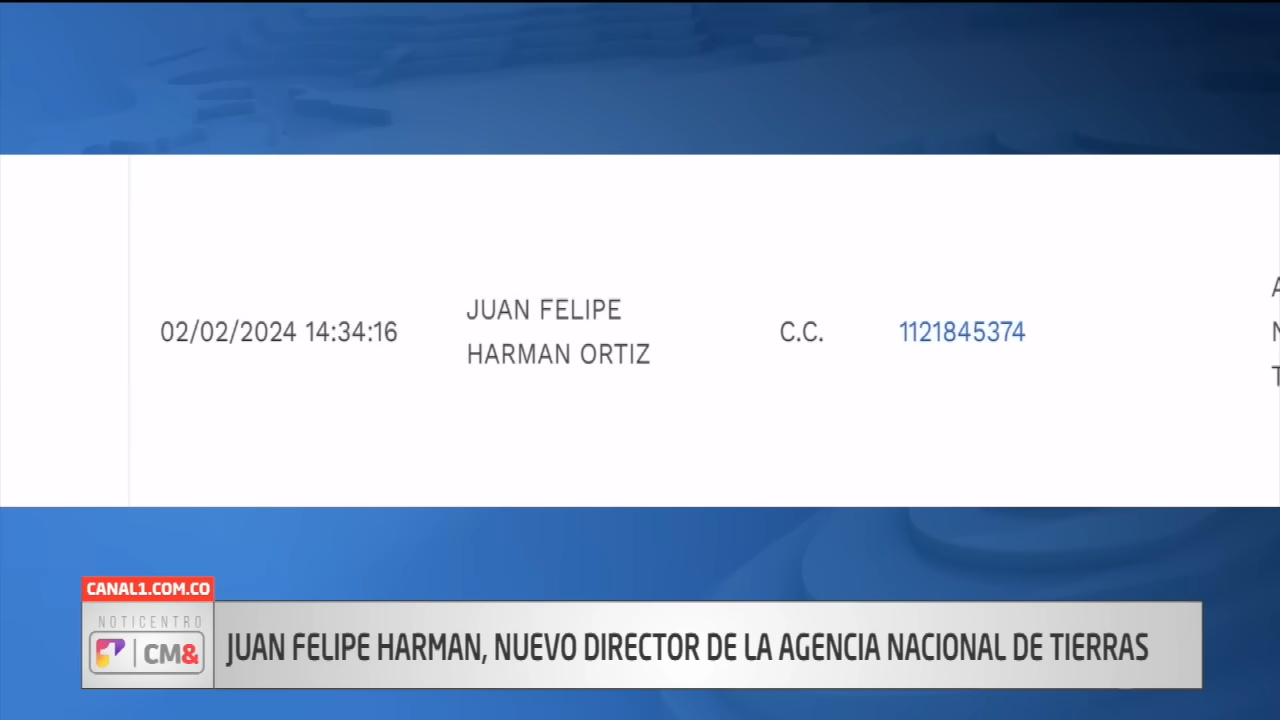 02/02/2024 14:34:16
JUAN FELIPE
HARMAN ORTIZ
C.C.
1121845374
A
N
T
CANAL1.COM.CO
NOTICENTRO
1 | CM&
JUAN FELIPE HARMAN, NUEVO DIRECTOR DE LA AGENCIA NACIONAL DE TIERRAS